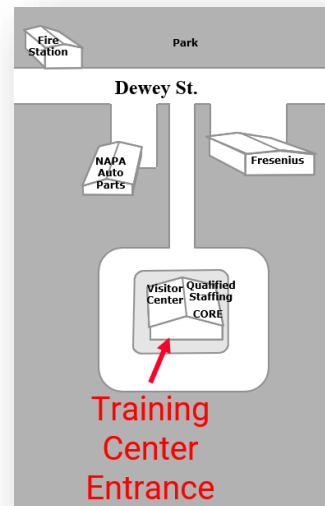 Fire
Station
Park
Dewey St.
NAPA
Auto
Parts
Fresenius
Visitor
Center
Qualified
Staffing
CORE
Training
Center
Entrance